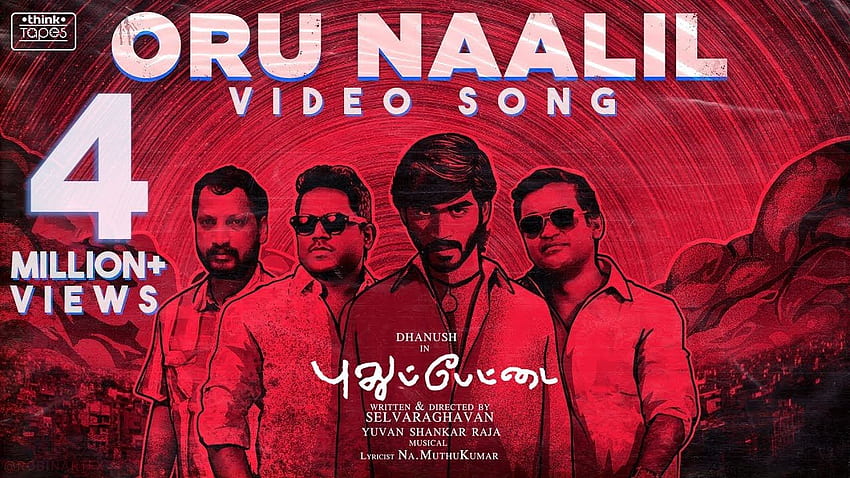 think
TAPES
ORU NAALIL
VIDEO SONG
4
MILLION+
VIEWS
DHANUSH
IN
புதுப்பேட்டை
WRITTEN & DIRECTED BY
SELVARAGHAVAN
YUVAN SHANKAR RAJA
MUSICAL
LYRICIST NA.MUTHUKUMAR